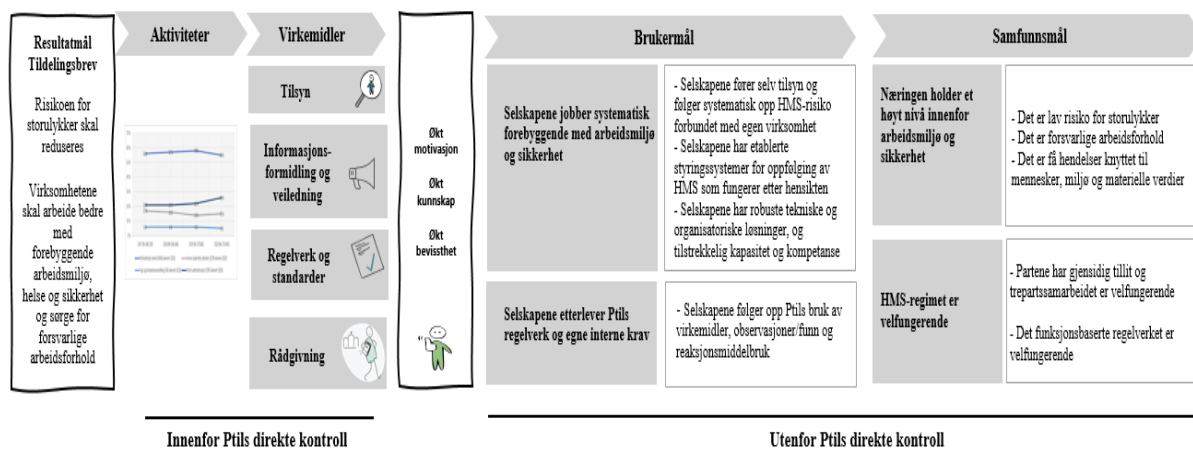 Resultatmål
Tildelingsbrev
Risikoen for
storulykker skal
reduseres
Virksomhetene
skal arbeide bedre
med
forebyggende
arbeidsmiljø,
helse og sikkerhet
og sørge for
forsvarlige
arbeidsforhold
Aktiviteter
Virkemidler
Tilsyn
Informasjons-
formidling og
veiledning
Regelverk og
standarder
Rådgivning
Økt
motivasjon
Økt
kunnskap
Økt
bevissthet
Brukermål
Selskapene jobber systematisk
forebyggende med arbeidsmiljø
og sikkerhet
- Selskapene fører selv tilsyn og
følger systematisk opp HMS-risiko
forbundet med egen virksomhet
- Selskapene har etablerte
styringssystemer for oppfølging av
HMS som fungerer etter hensikten
- Selskapene har robuste tekniske og
organisatoriske løsninger, og
tilstrekkelig kapasitet og kompetanse
Selskapene etterlever Ptils
regelverk og egne interne krav
- Selskapene følger opp Ptils bruk av
virkemidler, observasjoner/funn og
reaksjonsmiddelbruk
Samfunnsmål
Næringen holder et
høyt nivå innenfor
arbeidsmiljø og
sikkerhet
- Det er lav risiko for storulykker
- Det er forsvarlige arbeidsforhold
- Det er få hendelser knyttet til
mennesker, miljø og materielle verdier
HMS-regimet er
velfungerende
- Partene har gjensidig tillit og
trepartssamarbeidet er velfungerende
- Det funksjonsbaserte regelverket er
velfungerende
Innenfor Ptils direkte kontroll
Utenfor Ptils direkte kontroll